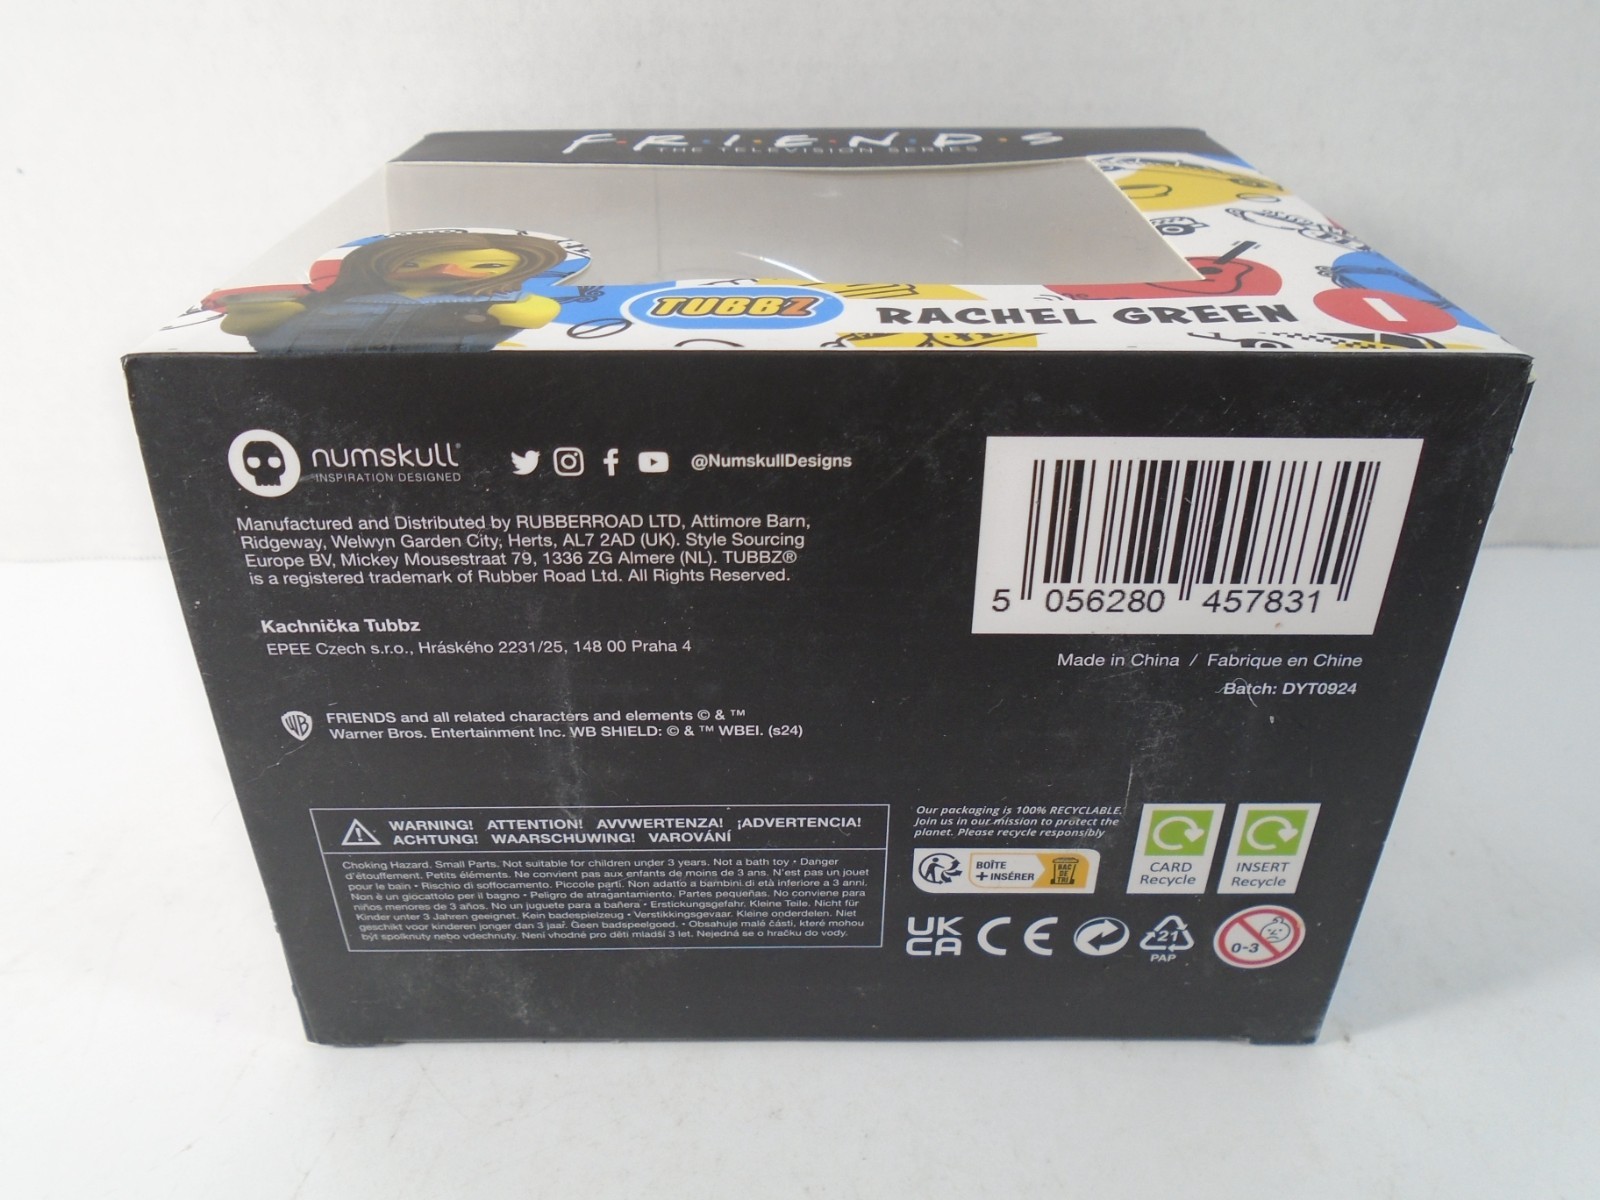 FRIENDS
THE TELEVISION SERIES
TUBBZ RACHEL GREEN 1
numskull
INSPIRATION DESIGNED
@NumskullDesigns
Manufactured and Distributed by RUBBERROAD LTD, Attimore Barn,
Ridgeway, Welwyn Garden City, Herts, AL7 2AD (UK). Style Sourcing
Europe BV, Mickey Mousestraat 79, 1336 ZG Almere (NL). TUBBZ®
is a registered trademark of Rubber Road Ltd. All Rights Reserved.
Kachnička Tubbz
EPEE Czech s.r.o., Hráského 2231/25, 148 00 Praha 4
WB
FRIENDS and all related characters and elements © & ™
Warner Bros. Entertainment Inc. WB SHIELD: © & ™ WBEI. (s24)
5 056280 457831
Made in China / Fabrique en Chine
Batch: DYT0924
WARNING! ATTENTION! AVVWERTENZA! ¡ADVERTENCIA!
ACHTUNG! WAARSCHUWING! VAROVÁNÍ
Choking Hazard. Small Parts. Not suitable for children under 3 years. Not a bath toy • Danger
d'étouffement. Petits éléments. Ne convient pas aux enfants de moins de 3 ans. N'est pas un jouet
pour le bain • Rischio di soffocamento. Piccole parti. Non adatto a bambini di età inferiore a 3 anni.
Non è un giocattolo per il bagno • Peligro de atragantamiento. Partes pequeñas. No conviene para
niños menores de 3 años. No un juguete para a bañera • Erstickungsgefahr. Kleine Teile. Nicht für
Kinder unter 3 Jahren geeignet. Kein badespielzeug • Verstikkingsgevaar. Kleine onderdelen. Niet
geschikt voor kinderen jonger dan 3 jaar. Geen badspeelgoed. • Obsahuje malé části, které mohou
být spolknuty nebo vdechnuty. Není vhodné pro děti mladší 3 let. Nejedná se o hračku do vody.
Our packaging is 100% RECYCLABLE.
Join us in our mission to protect the
planet. Please recycle responsibly
BOÎTE
+ INSÉRER
BAC
DE
TRI
CARD
Recycle
INSERT
Recycle
UK
CA
CE
21
PAP
0-3